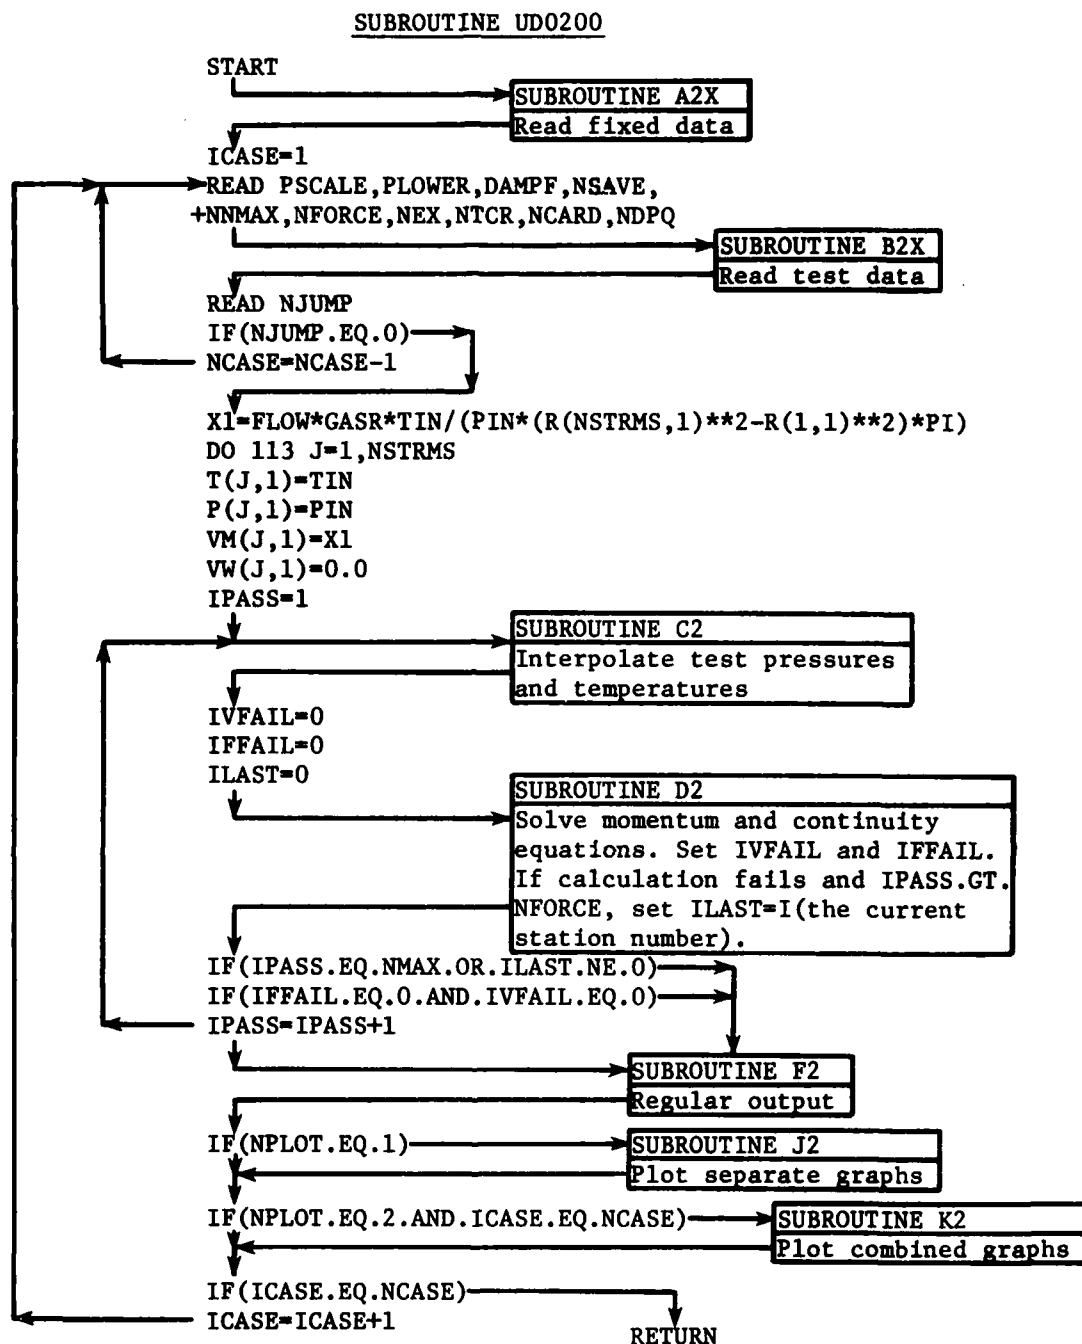 SUBROUTINE UD0200
START
SUBROUTINE A2X
Read fixed data
ICASE=1
READ PSCALE,PLOWER,DAMPF,NSAVE,
+NNMAX,NFORCE,NEX,NTCR,NCARD,NDPQ
SUBROUTINE B2X
Read test data
READ NJUMP
IF(NJUMP.EQ.0)
NCASE=NCASE-1
X1=FLOW*GASR*TIN/(PIN*(R(NSTRMS,1)**2-R(1,1)**2)*PI)
DO 113 J=1,NSTRMS
T(J,1)=TIN
P(J,1)=PIN
VM(J,1)=X1
VW(J,1)=0.0
IPASS=1
SUBROUTINE C2
Interpolate test pressures
and temperatures
IVFAIL=0
IFFAIL=0
ILAST=0
SUBROUTINE D2
Solve momentum and continuity
equations. Set IVFAIL and IFFAIL.
If calculation fails and IPASS.GT.
NFORCE, set ILAST=I(the current
station number).
IF(IPASS.EQ.NMAX.OR.ILAST.NE.0)
IF(IFFAIL.EQ.0.AND.IVFAIL.EQ.0)
IPASS=IPASS+1
SUBROUTINE F2
Regular output
IF(NPLOT.EQ.1)
SUBROUTINE J2
Plot separate graphs
IF(NPLOT.EQ.2.AND.ICASE.EQ.NCASE)
SUBROUTINE K2
Plot combined graphs
IF(ICASE.EQ.NCASE)
ICASE=ICASE+1
RETURN